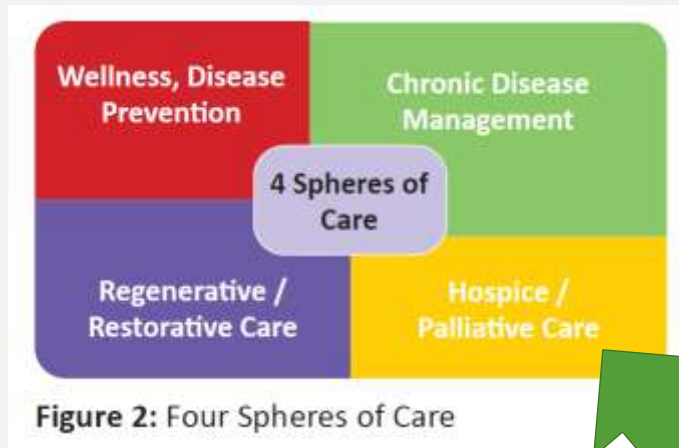 Wellness, Disease
Prevention
Chronic Disease
Management
4 Spheres of
Care
Regenerative /
Restorative Care
Hospice /
Palliative Care
Figure 2: Four Spheres of Care